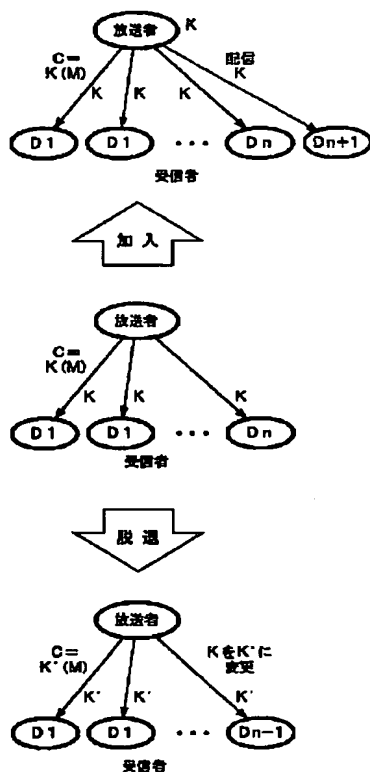 放送者 K
C=
K(M)
K K K
配信
K
D1 D1 ・・・ Dn Dn+1
受信者
加入
放送者
C=
K(M)
K K K
D1 D1 ・・・ Dn
受信者
脱退
放送者
C=
K'(M)
KをK'に
変更
K' K' K'
D1 D1 ・・・ Dn-1
受信者